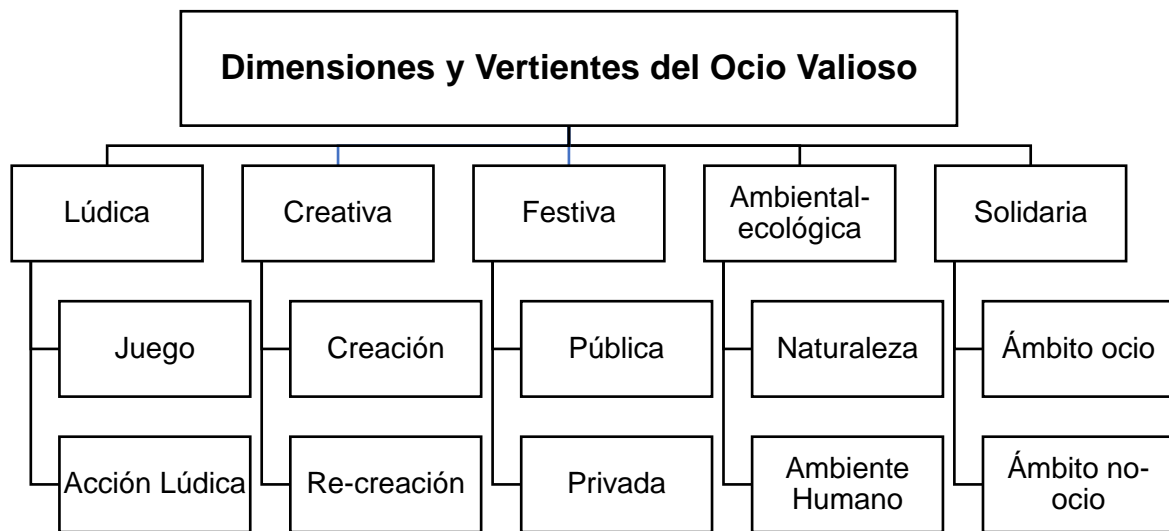 Dimensiones y Vertientes del Ocio Valioso
Lúdica
Creativa
Festiva
Ambiental-
ecológica
Solidaria
Juego
Creación
Pública
Naturaleza
Ámbito ocio
Acción Lúdica
Re-creación
Privada
Ambiente
Humano
Ámbito no-
ocio